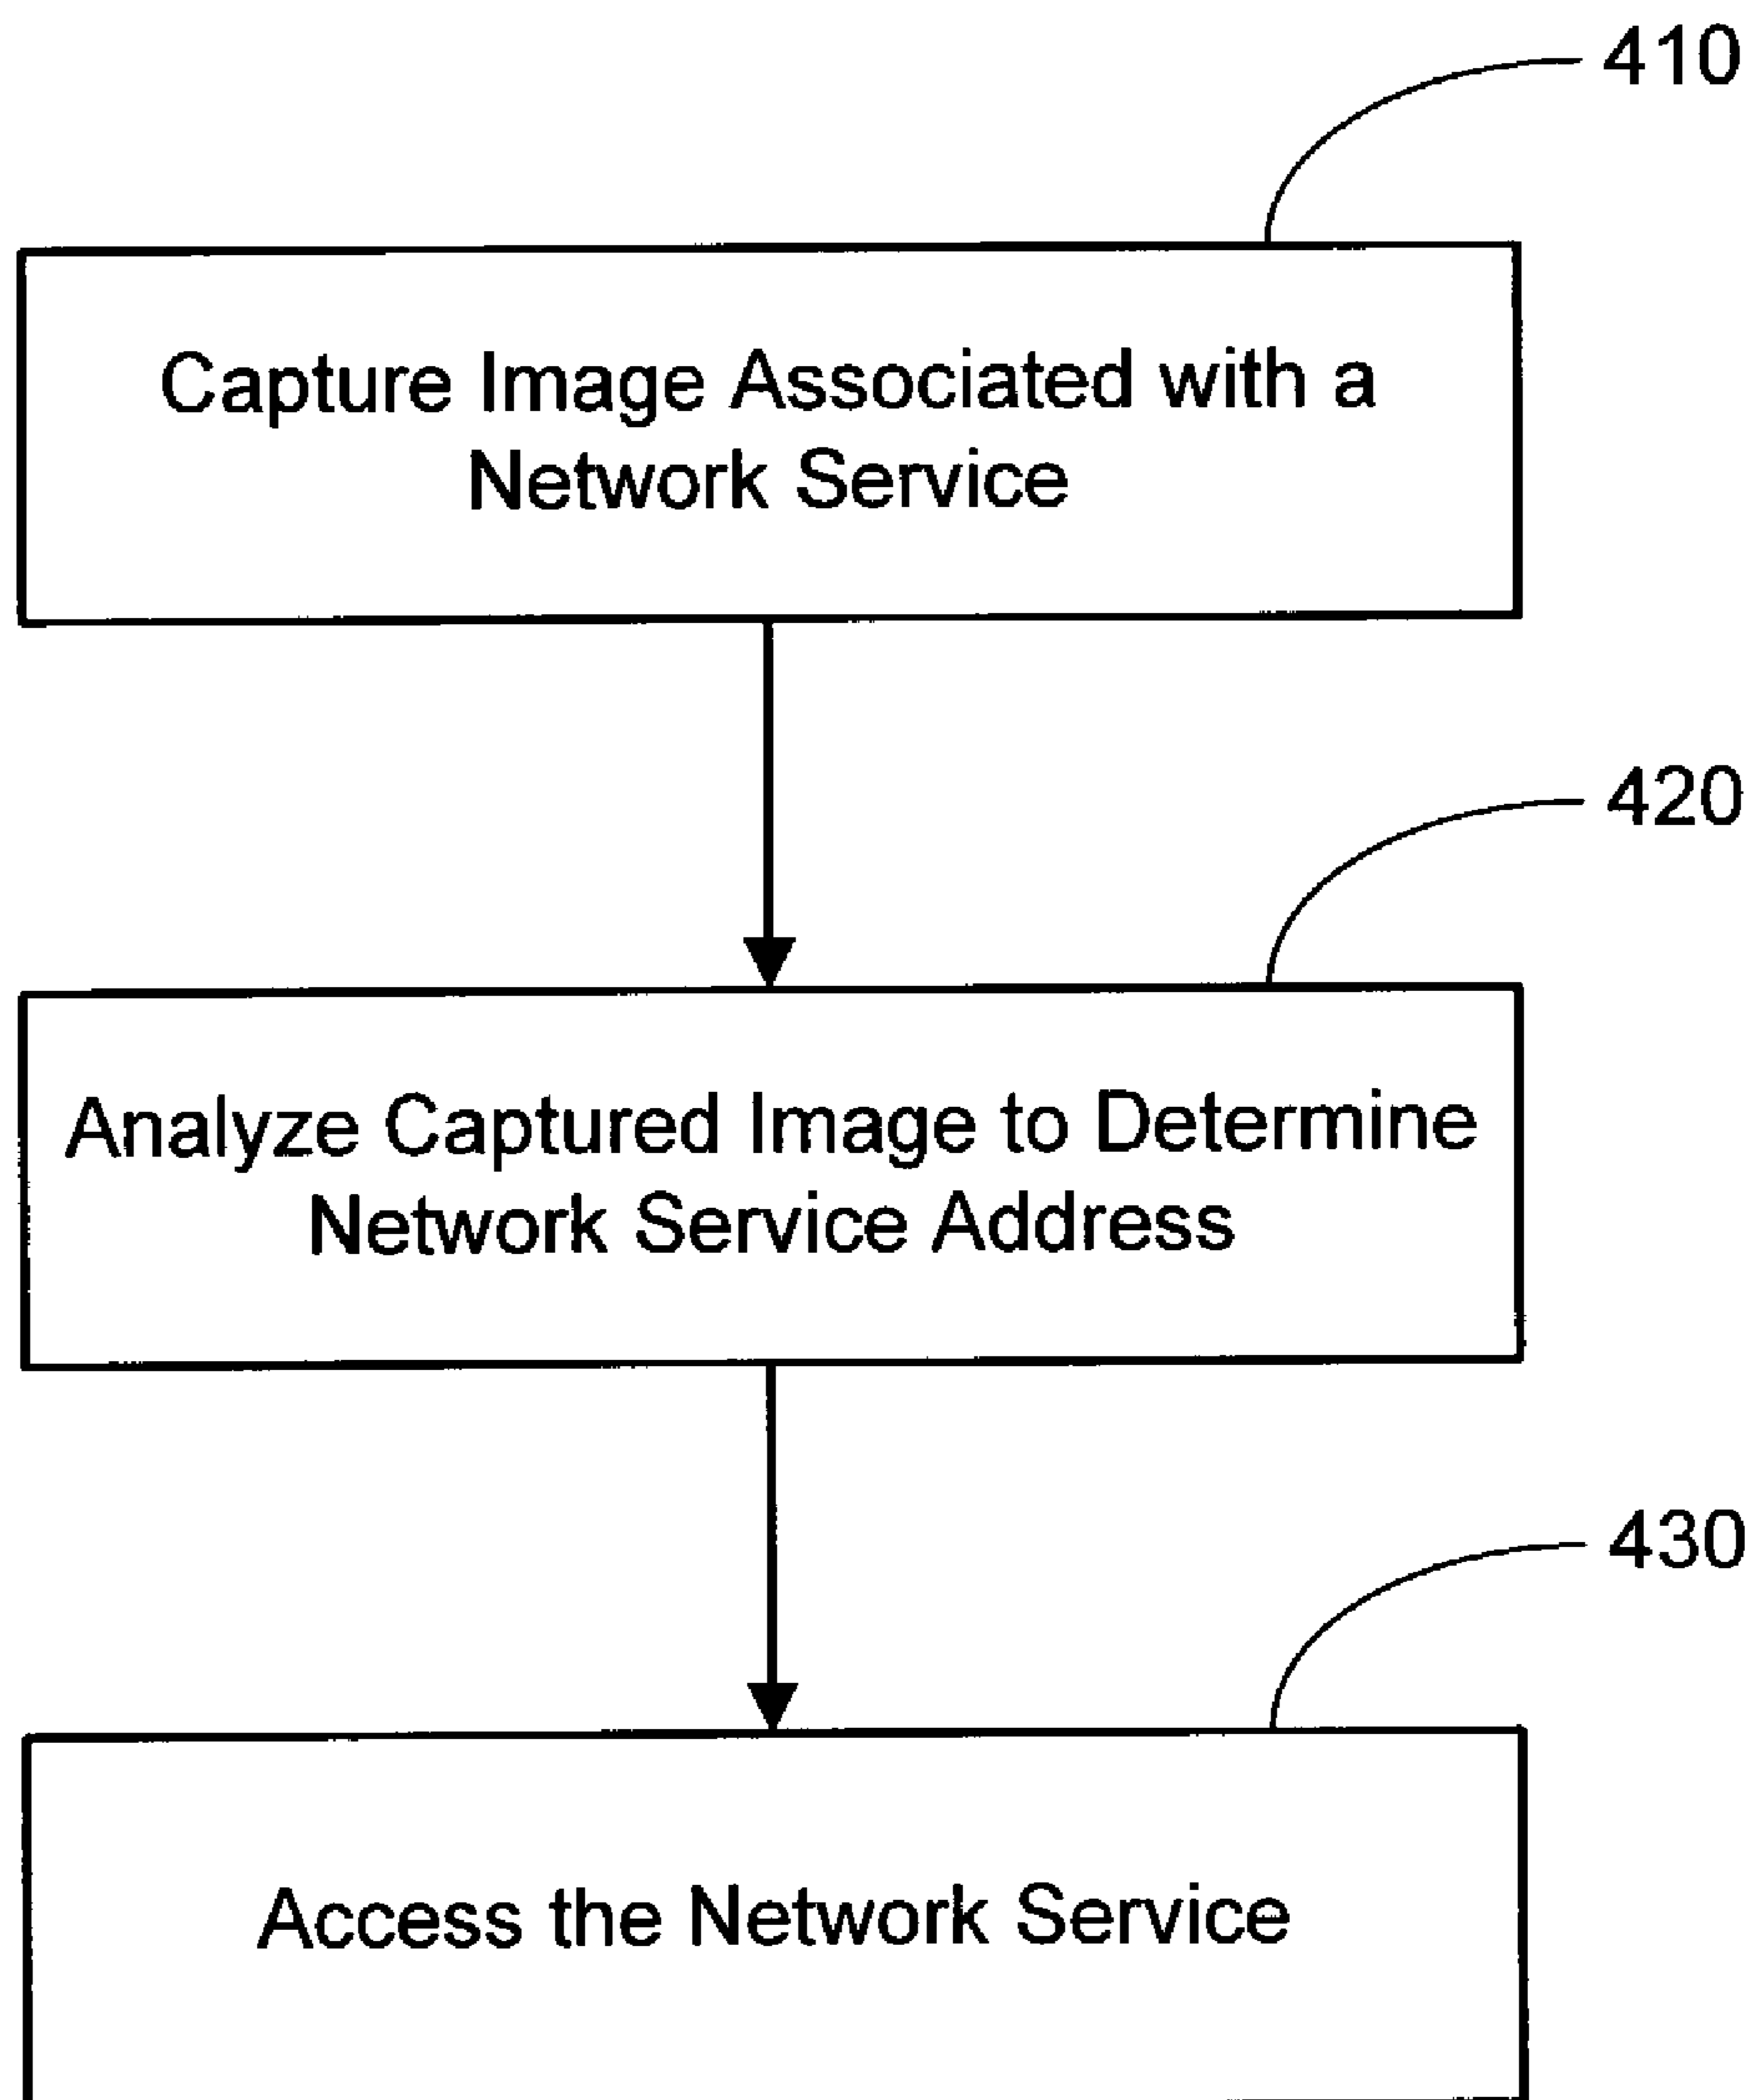 410
Capture Image Associated with a
Network Service
420
Analyze Captured Image to Determine
Network Service Address
430
Access the Network Service